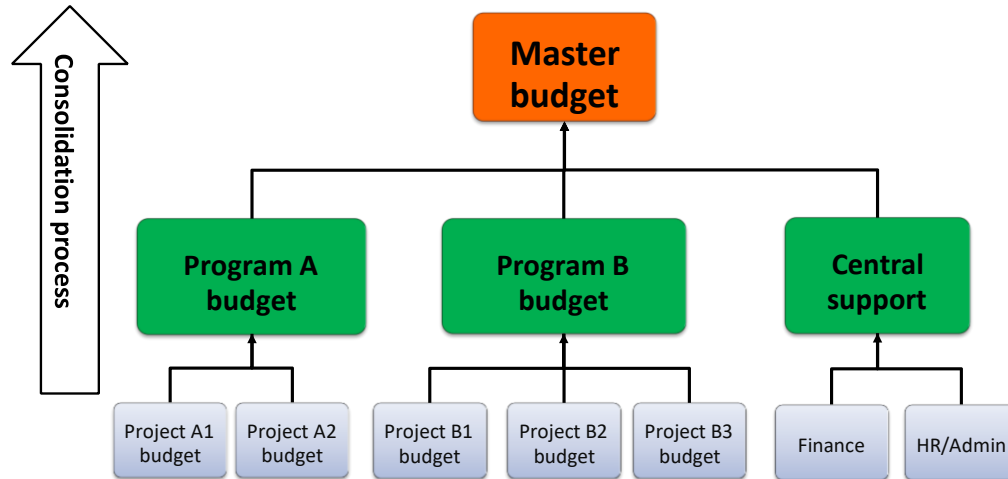 Consolidation process
Master
budget
Program A
budget
Program B
budget
Central
support
Project A1
budget
Project A2
budget
Project B1
budget
Project B2
budget
Project B3
budget
Finance
HR/Admin